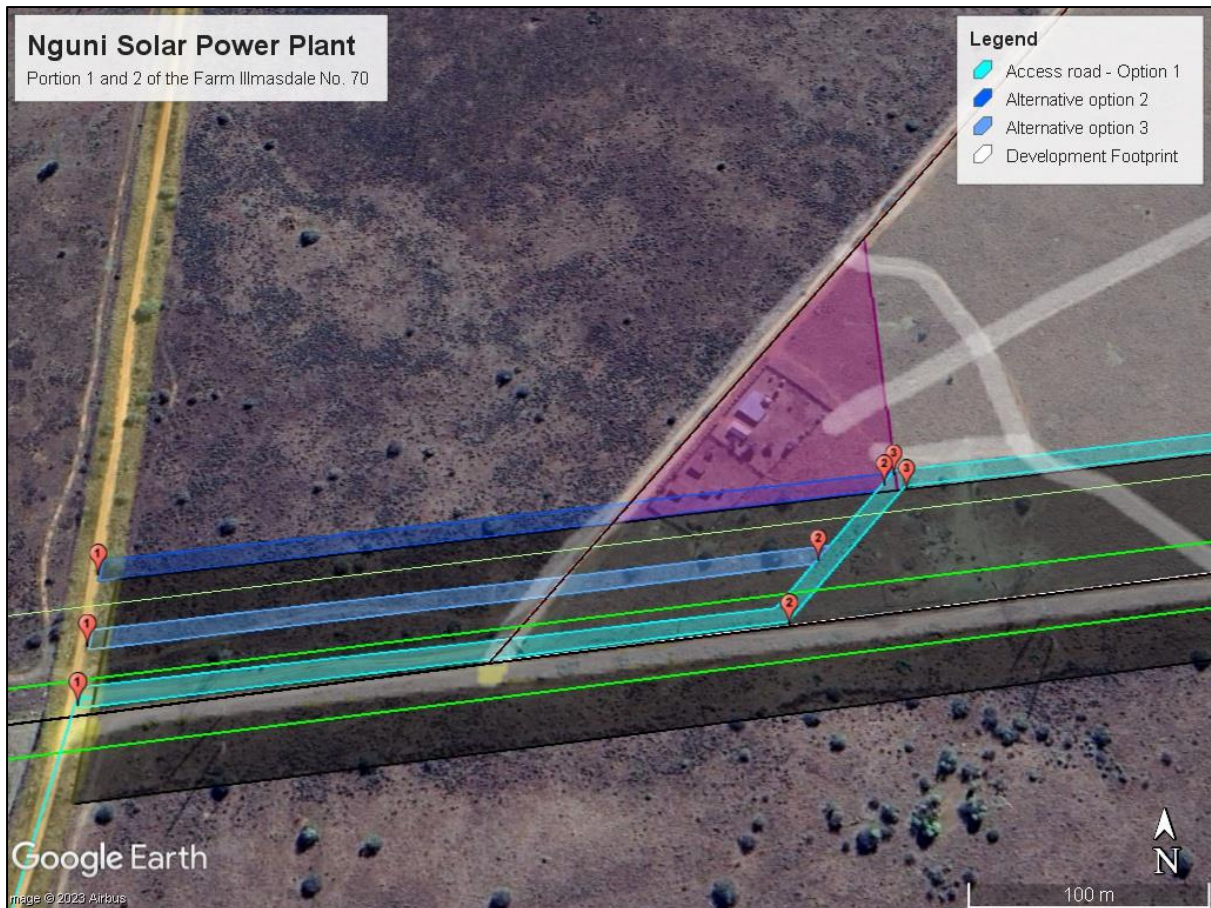 Nguni Solar Power Plant
Portion 1 and 2 of the Farm Illmasdale No. 70
Legend
Access road - Option 1
Alternative option 2
Alternative option 3
Development Footprint
3
2
3
1
2
1
2
1
Google Earth
mage © 2023 Airbus
N
100 m